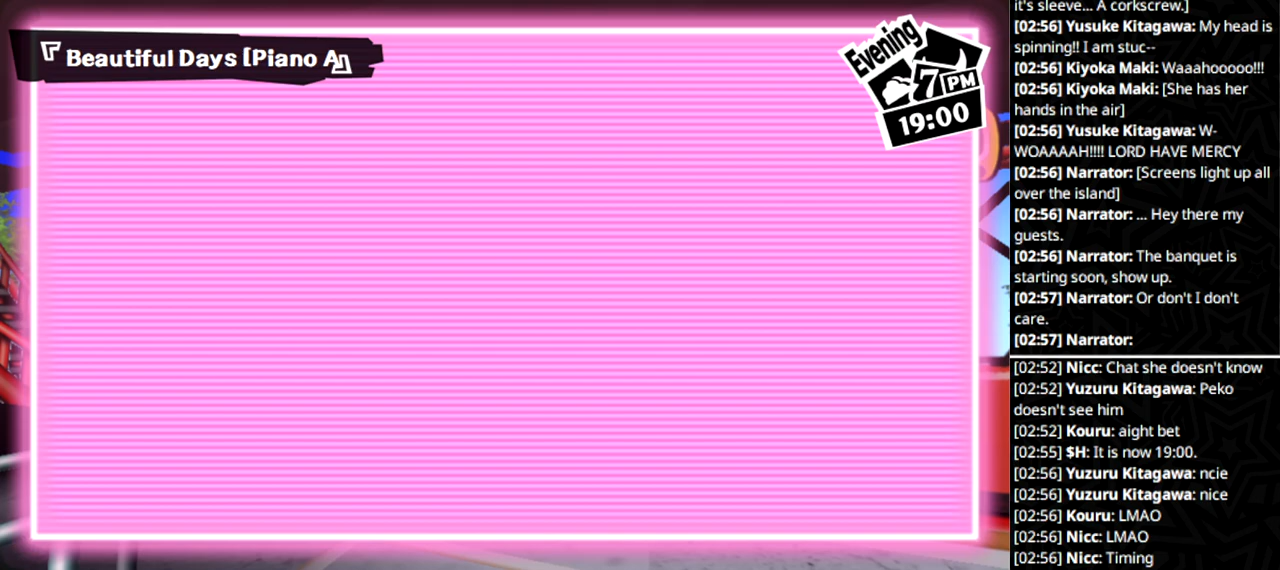 『Beautiful Days [Piano A』
Evening
7 PM
19:00
it's sleeve... A corkscrew.]
[02:56] Yusuke Kitagawa: My head is
spinning!! I am stuc--
[02:56] Kiyoka Maki: Waaahooooo!!!
[02:56] Kiyoka Maki: [She has her
hands in the air]
[02:56] Yusuke Kitagawa: W-
WOAAAAH!!!! LORD HAVE MERCY
[02:56] Narrator: [Screens light up all
over the island]
[02:56] Narrator: ... Hey there my
guests.
[02:56] Narrator: The banquet is
starting soon, show up.
[02:57] Narrator: Or don't I don't
care.
[02:57] Narrator:
[02:52] Nicc: Chat she doesn't know
[02:52] Yuzuru Kitagawa: Peko
doesn't see him
[02:52] Kouru: aight bet
[02:55] $H: It is now 19:00.
[02:56] Yuzuru Kitagawa: ncie
[02:56] Yuzuru Kitagawa: nice
[02:56] Kouru: LMAO
[02:56] Nicc: LMAO
[02:56] Nicc: Timing